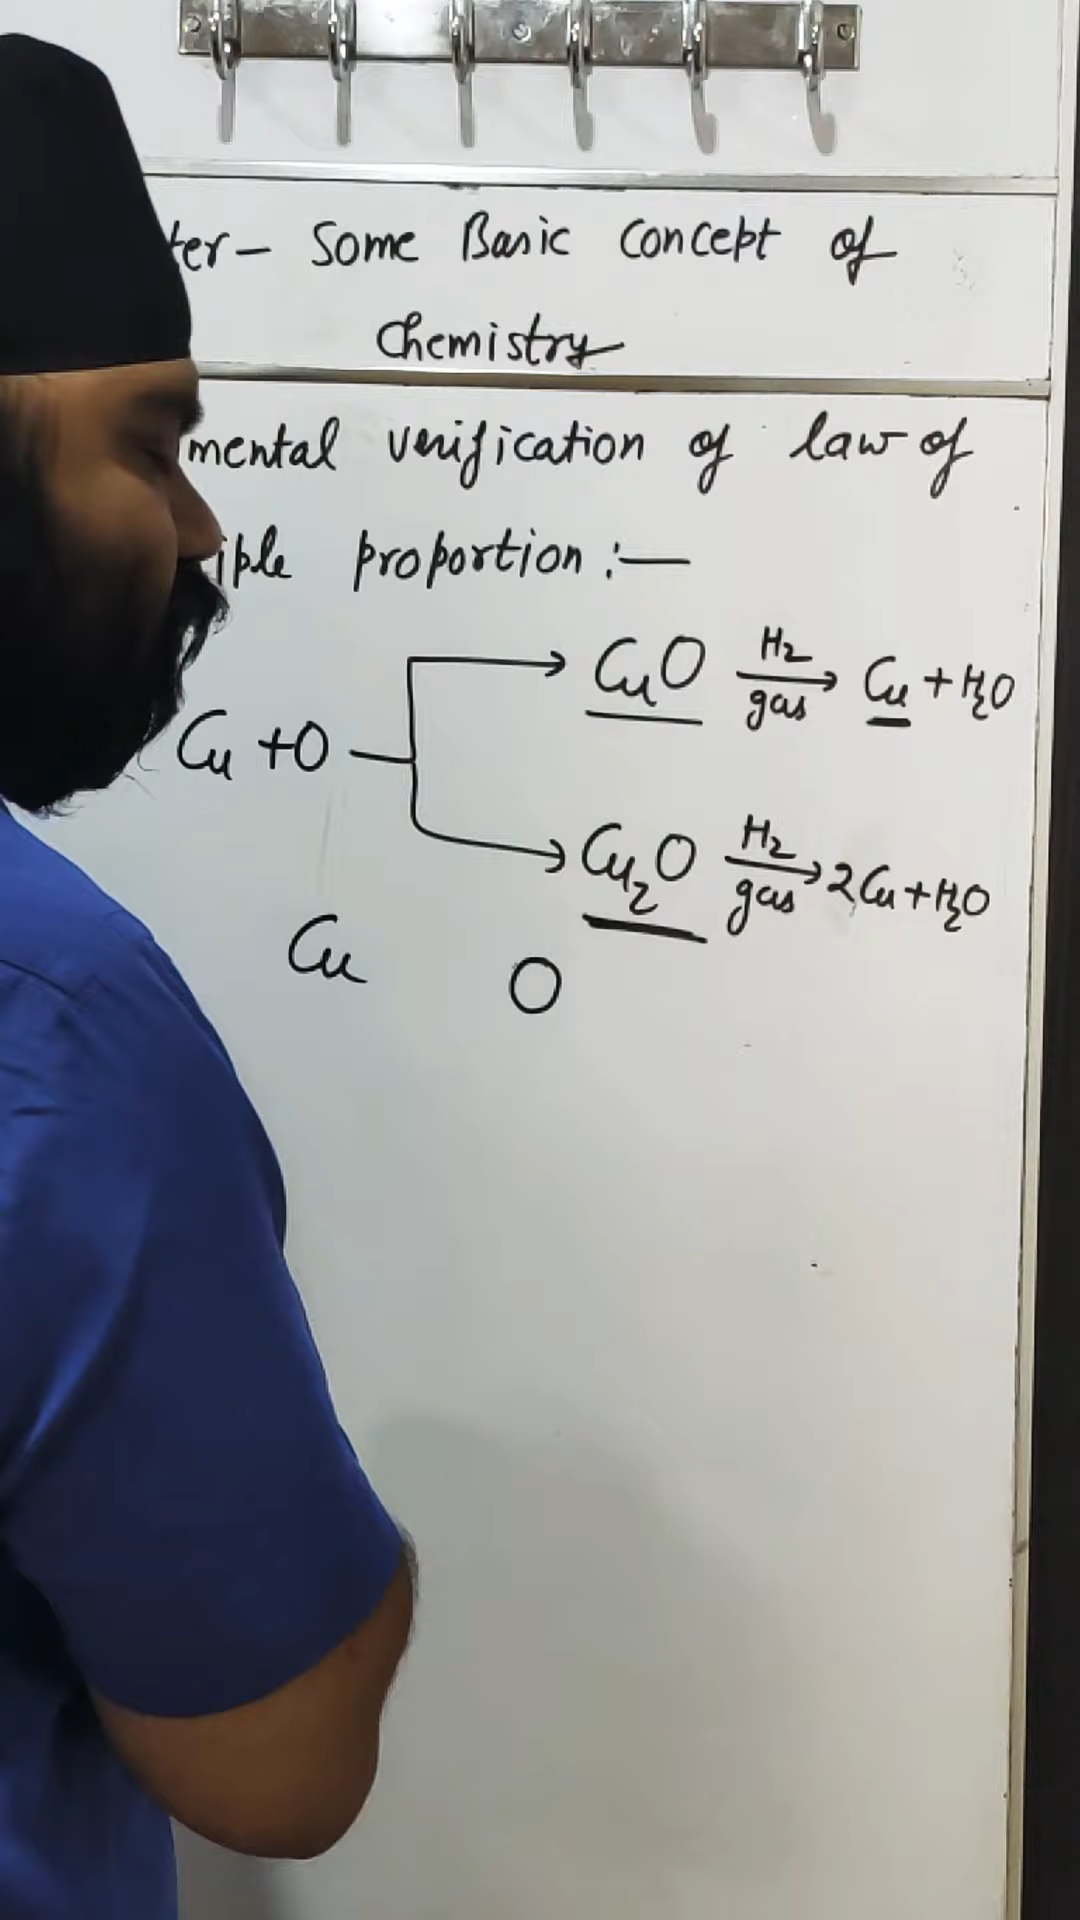 ter- Some Basic Concept of
Chemistry
mental verification of law of
iple proportion :-
CuO H2 gas → Cu + H2O
Cu + O
Cu2O H2 gas → 2Cu + H2O
Cu O